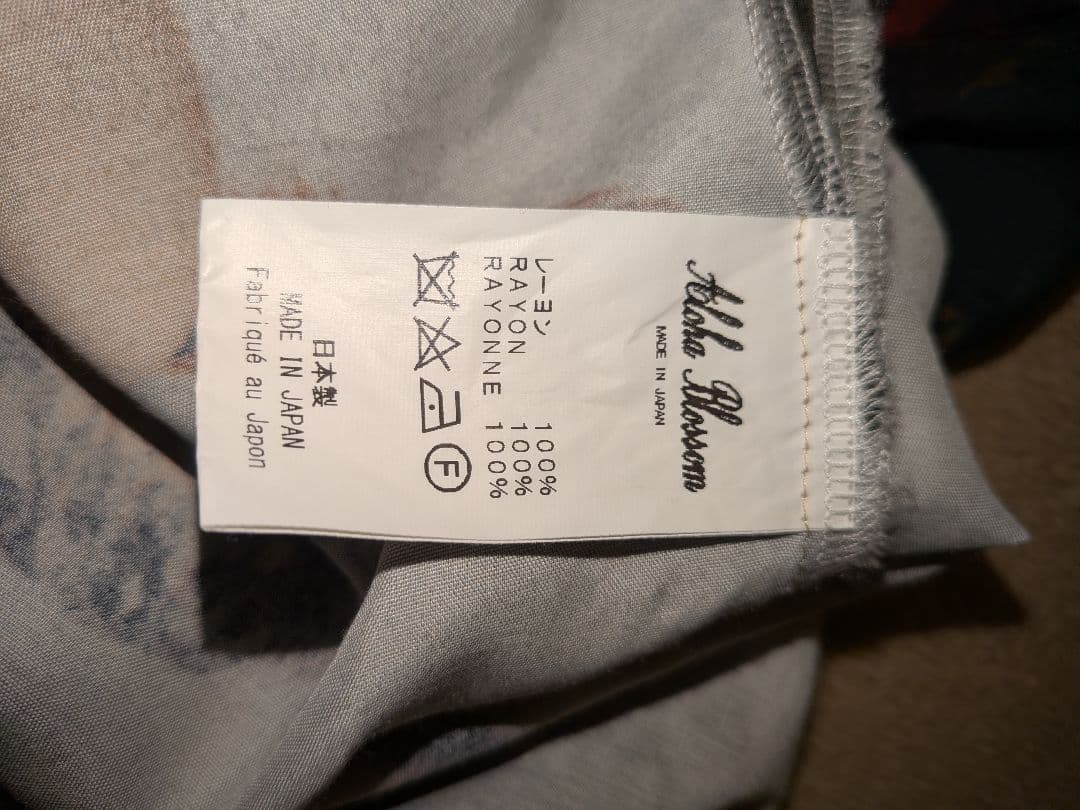 Aloha Blossom
MADE IN JAPAN
レーヨン 100%
RAYON 100%
RAYONNE 100%
F
日本製
MADE IN JAPAN
Fabriqué au Japon